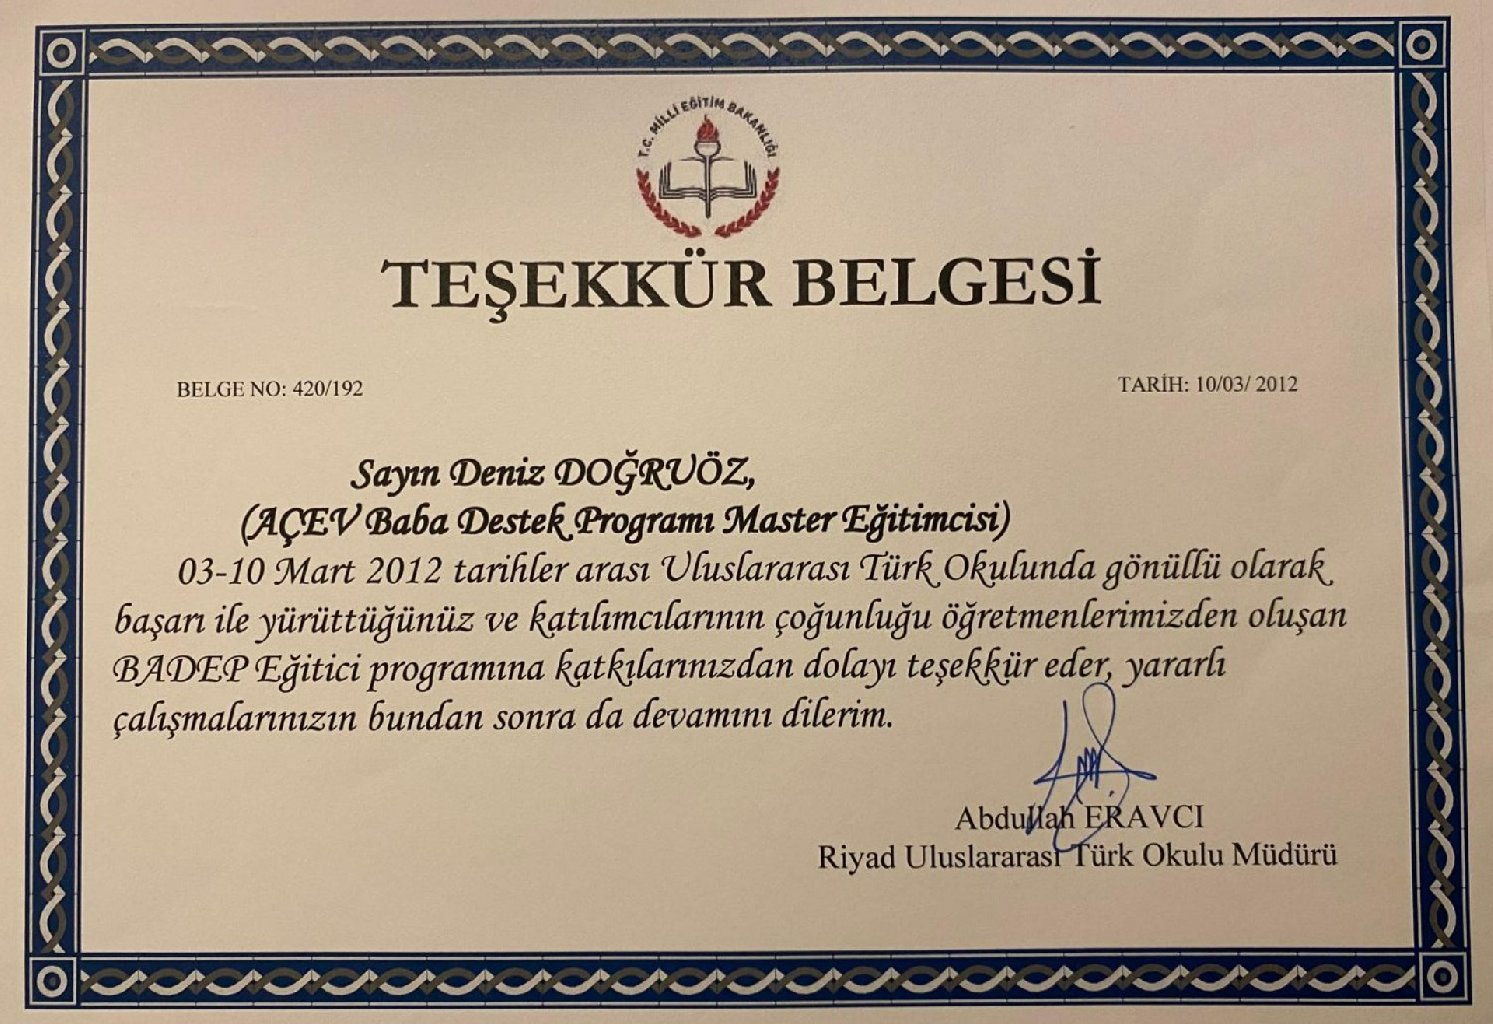 T.C. MİLLİ EĞİTİM BAKANLIĞI
TEŞEKKÜR BELGESİ
BELGE NO: 420/192
TARİH: 10/03/ 2012
Sayın Deniz DOĞRUÖZ,
(AÇEV Baba Destek Programı Master Eğitimcisi)
03-10 Mart 2012 tarihler arası Uluslararası Türk Okulunda gönüllü olarak
başarı ile yürüttüğünüz ve katılımcılarının çoğunluğu öğretmenlerimizden oluşan
BADEP Eğitici programına katkılarınızdan dolayı teşekkür eder, yararlı
çalışmalarınızın bundan sonra da devamını dilerim.
Abdullah ERAVCI
Riyad Uluslararası Türk Okulu Müdürü